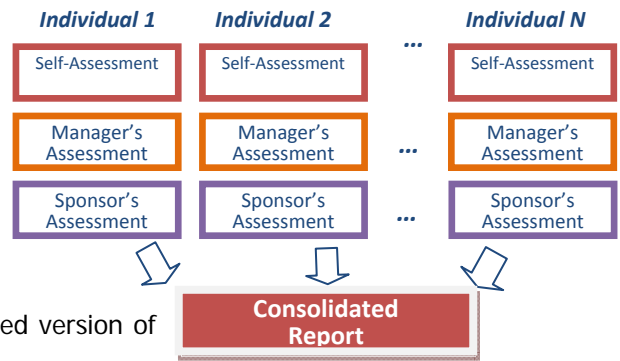 Individual 1 Individual 2 ... Individual N
Self-Assessment Self-Assessment Self-Assessment
Manager's Assessment Manager's Assessment ... Manager's Assessment
Sponsor's Assessment Sponsor's Assessment ... Sponsor's Assessment
Consolidated
Report
ed version of